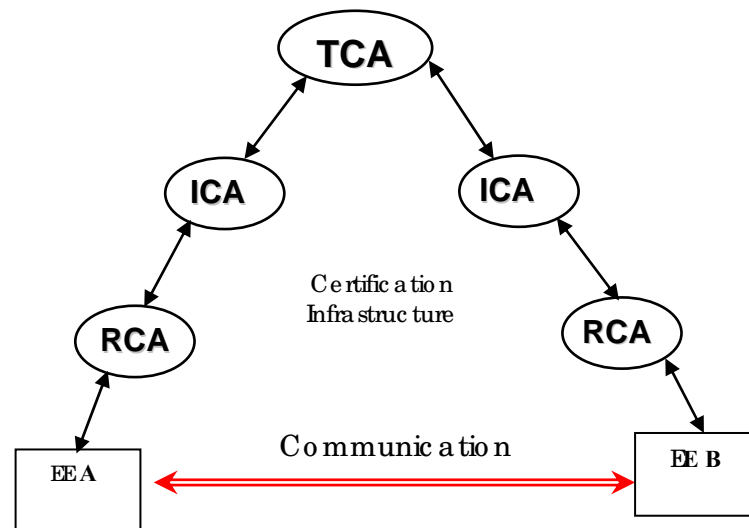 TCA
ICA
ICA
Certification
Infrastructure
RCA
RCA
Communication
EE A
EE B